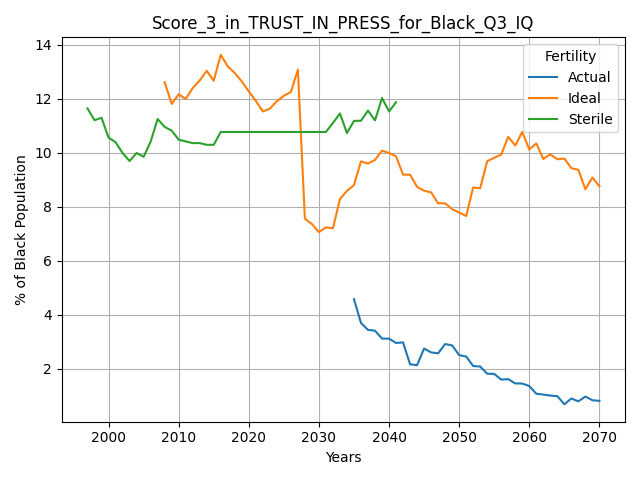 Score_3_in_TRUST_IN_PRESS_for_Black_Q3_IQ
Fertility
Actual
Ideal
Sterile
% of Black Population
14
12
10
8
6
4
2
2000 2010 2020 2030 2040 2050 2060 2070
Years